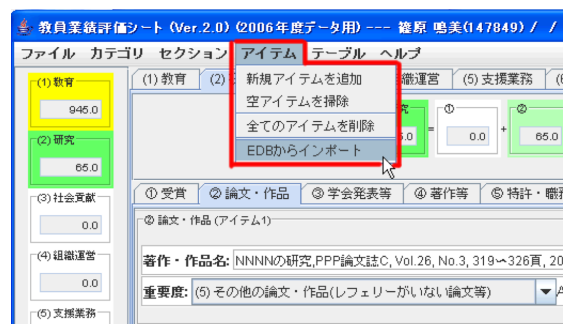 教員業績評価シート (Ver.2.0) (2006年度データ用) --- 篠原 鳴美(147849) / /
ファイル カテゴリ セクション アイテム テーブル ヘルプ
新規アイテムを追加
空アイテムを掃除
全てのアイテムを削除
EDBからインポート
(1) 教育
945.0
(2) 研究
65.0
(3) 社会貢献
0.0
(4) 組織運営
0.0
(5) 支援業務
(1) 教育 (2) 織運営 (5) 支援業務 (6
究 ① ②
5.0 = 0.0 + 65.0
① 受賞 ② 論文・作品 ③ 学会発表等 ④ 著作等 ⑤ 特許・職
② 論文・作品 (アイテム1)
著作・作品名: NNNNの研究,PPP論文誌C, Vol.26, No.3, 319〜326頁, 20
重要度: (5) その他の論文・作品(レフェリーがいない論文等)